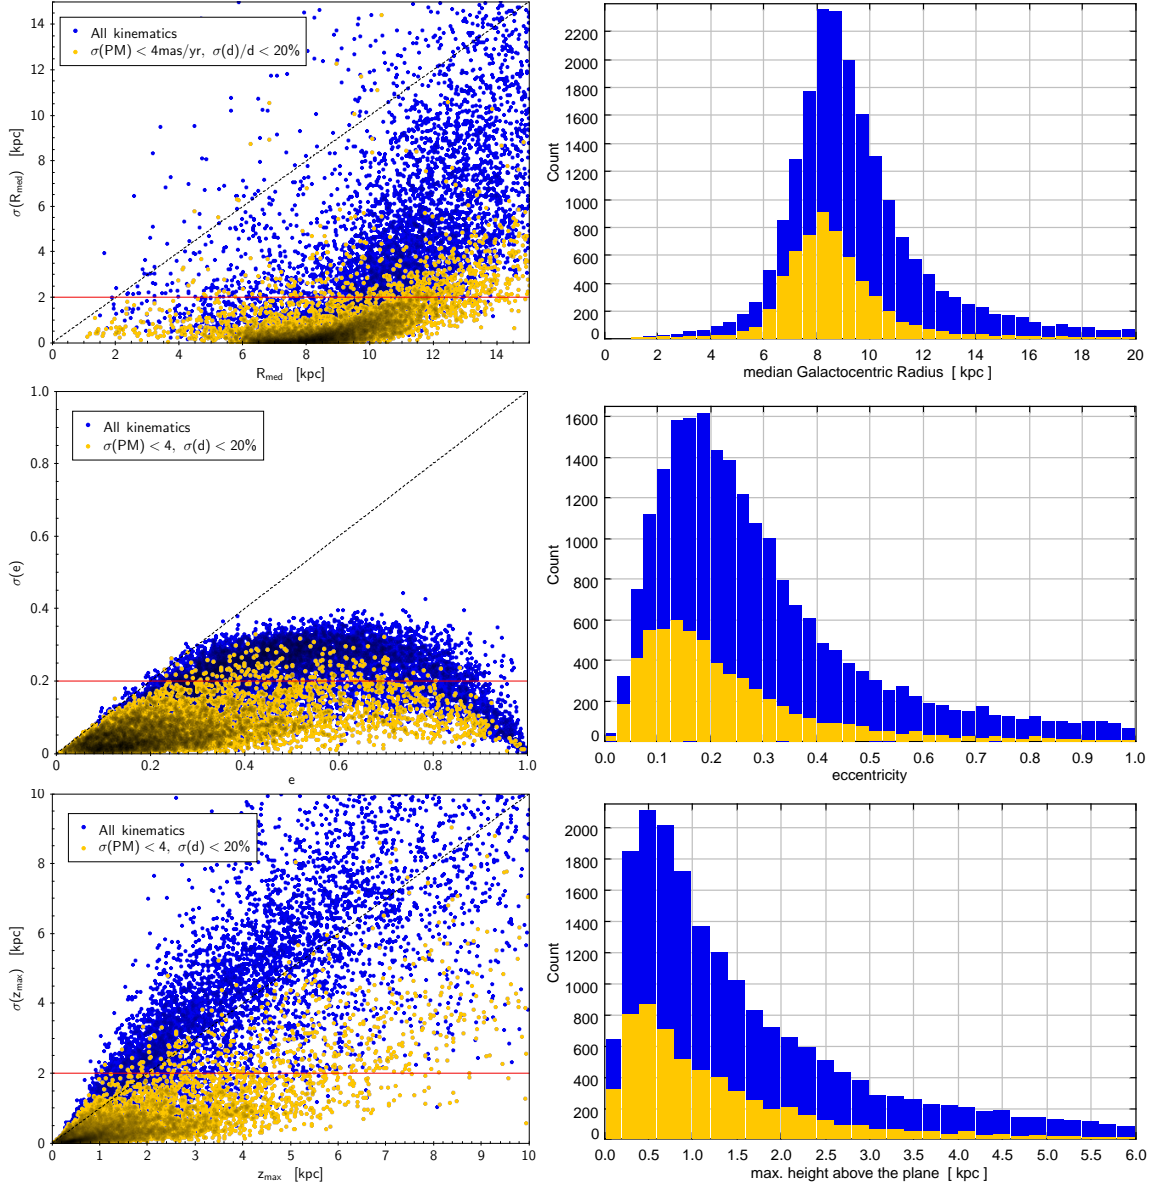 All kinematics
σ(PM) < 4mas/yr, σ(d)/d < 20%
14
12
10
8
6
4
2
0
σ(R_med) [kpc]
0 2 4 6 8 10 12 14
R_med [kpc]
2200
2000
1800
1600
1400
1200
1000
800
600
400
200
0
Count
0 2 4 6 8 10 12 14 16 18 20
median Galactocentric Radius [ kpc ]
All kinematics
σ(PM) < 4, σ(d) < 20%
1.0
0.8
0.6
0.4
0.2
0
σ(e)
0 0.2 0.4 0.6 0.8 1.0
e
1600
1400
1200
1000
800
600
400
200
0
Count
0.0 0.1 0.2 0.3 0.4 0.5 0.6 0.7 0.8 0.9 1.0
eccentricity
All kinematics
σ(PM) < 4, σ(d) < 20%
10
8
6
4
2
0
σ(z_max) [kpc]
0 1 2 3 4 5 6 7 8 9 10
z_max [kpc]
2000
1800
1600
1400
1200
1000
800
600
400
200
0
Count
0.0 0.5 1.0 1.5 2.0 2.5 3.0 3.5 4.0 4.5 5.0 5.5 6.0
max. height above the plane [ kpc ]